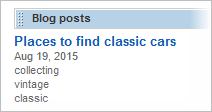 Blog posts
Places to find classic cars
Aug 19, 2015
collecting
vintage
classic